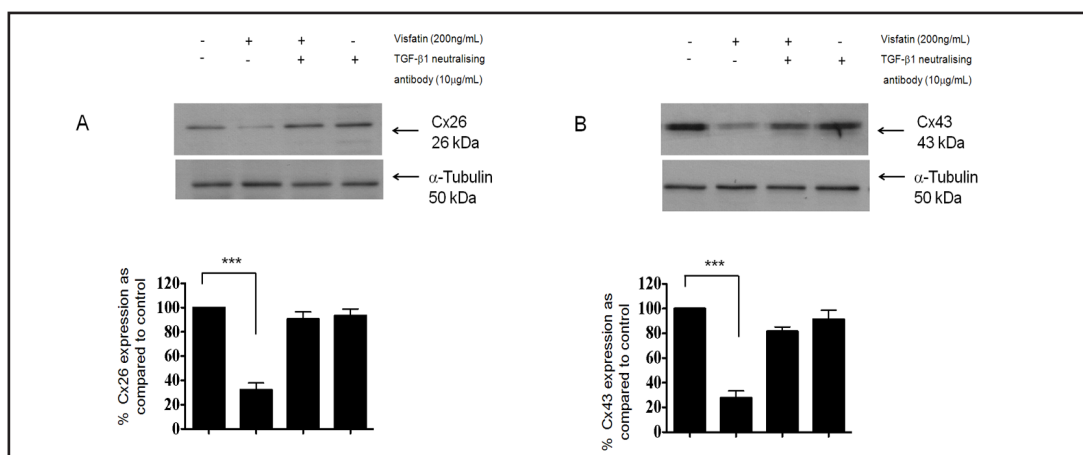 - + + - Visfatin (200ng/mL)
- - + + TGF-β1 neutralising
antibody (10µg/mL)
A
Cx26
26 kDa
α-Tubulin
50 kDa
***
120
100
80
60
40
20
0
% Cx26 expression as
compared to control
- + + - Visfatin (200ng/mL)
- - + + TGF-β1 neutralising
antibody (10µg/mL)
B
Cx43
43 kDa
α-Tubulin
50 kDa
***
120
100
80
60
40
20
0
% Cx43 expression as
compared to control